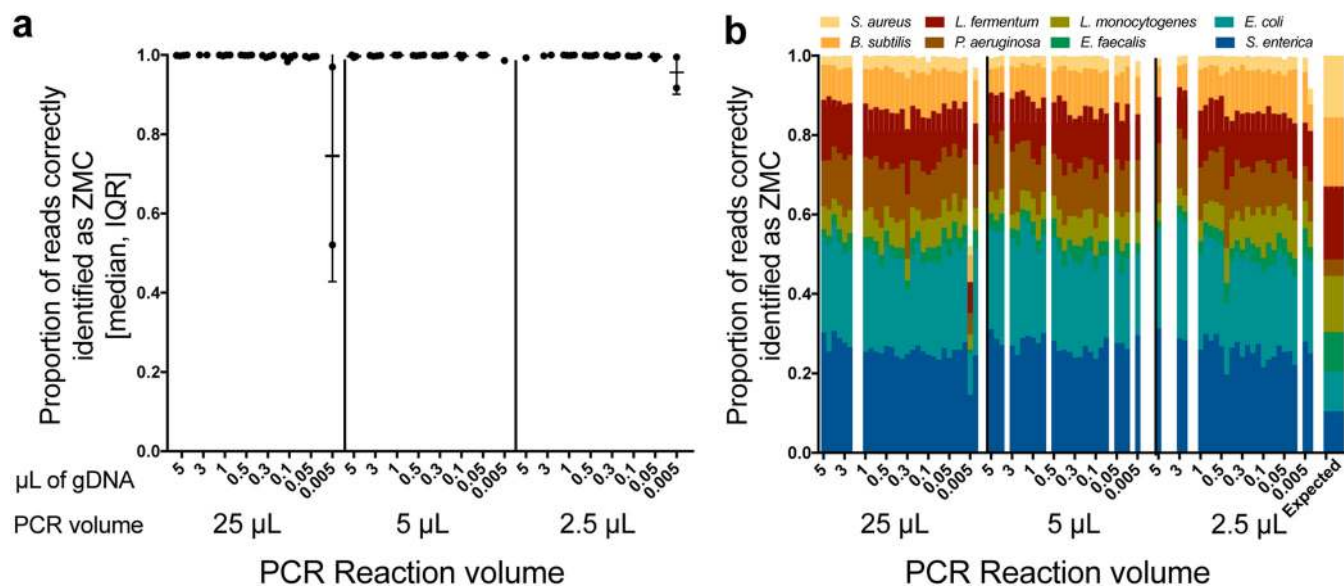 a
Proportion of reads correctly
identified as ZMC
[median, IQR]
1.0
0.8
0.6
0.4
0.2
0.0
µL of gDNA
5 3 1 0.5 0.3 0.1 0.05 0.005 5 3 1 0.5 0.3 0.1 0.05 0.005 5 3 1 0.5 0.3 0.1 0.05 0.005
PCR volume 25 µL 5 µL 2.5 µL
PCR Reaction volume
b
S. aureus L. fermentum L. monocytogenes E. coli
B. subtilis P. aeruginosa E. faecalis S. enterica
Proportion of reads correctly
identified as ZMC
1.0
0.8
0.6
0.4
0.2
0.0
5 3 1 0.5 0.3 0.1 0.05 0.005 5 3 1 0.5 0.3 0.1 0.05 0.005 5 3 1 0.5 0.3 0.1 0.05 0.005 Expected
25 µL 5 µL 2.5 µL
PCR Reaction volume